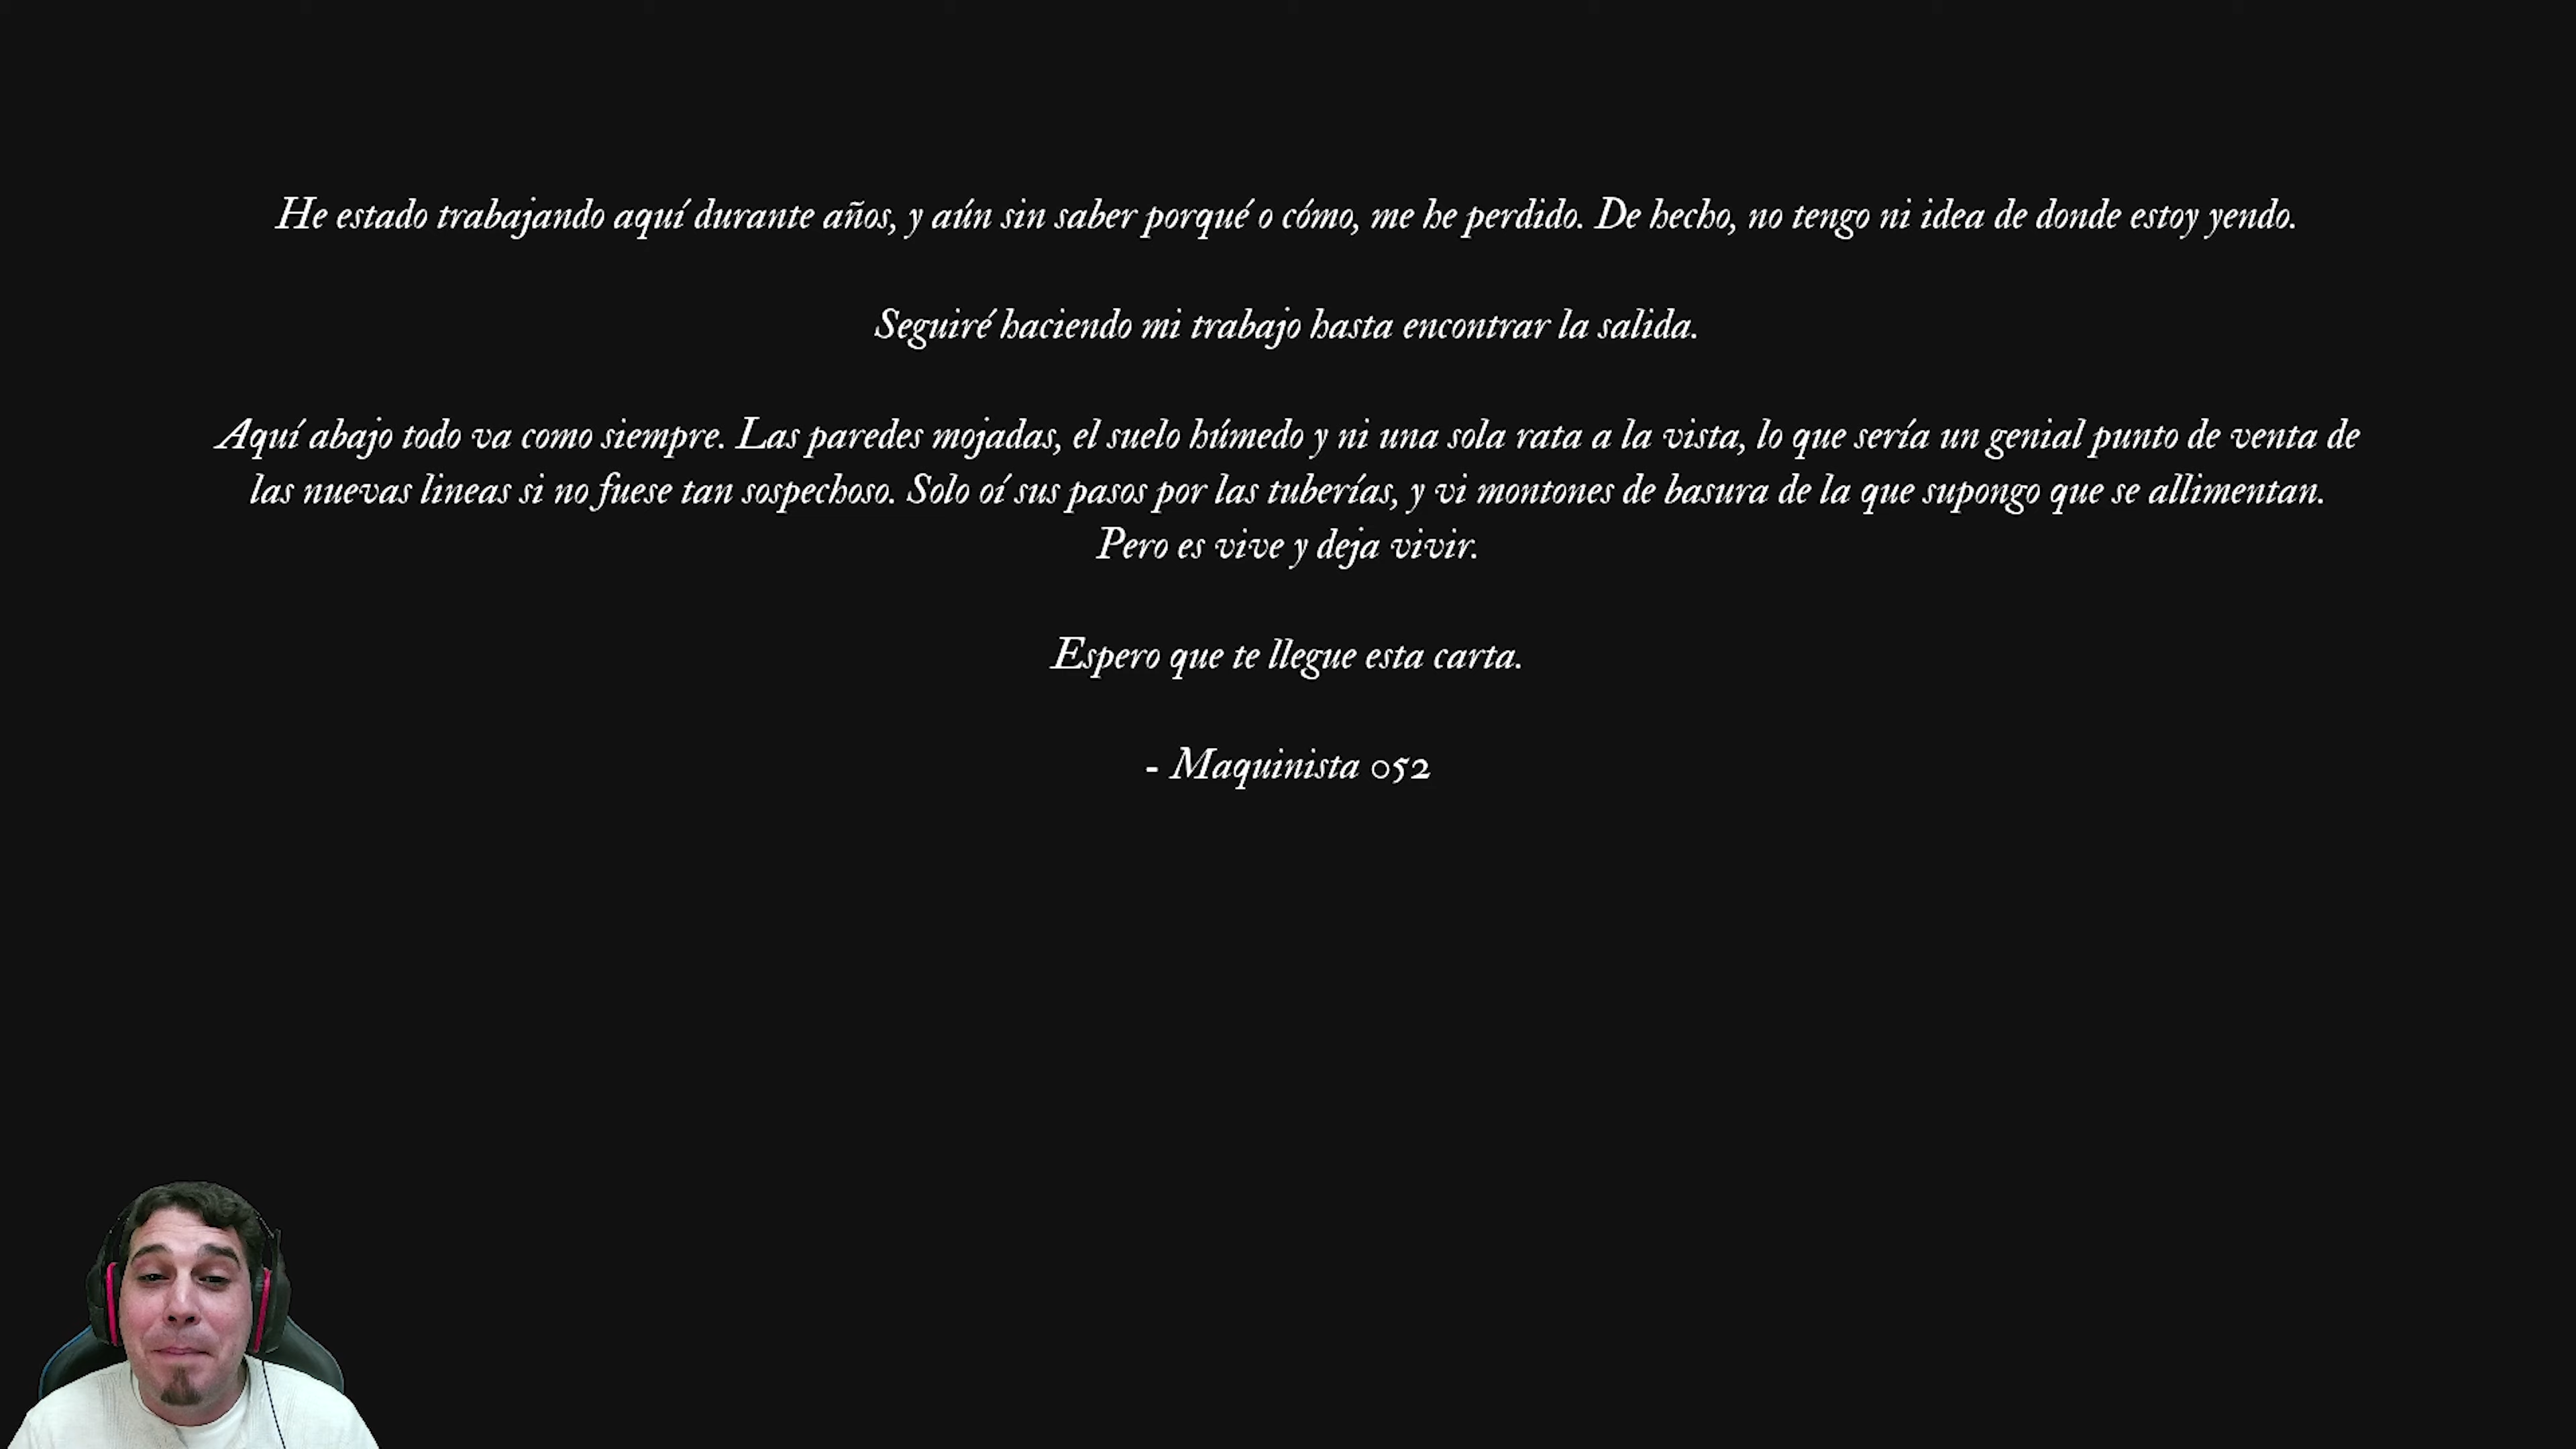 He estado trabajando aquí durante años, y aún sin saber porqué o cómo, me he perdido. De hecho, no tengo ni idea de donde estoy yendo.
Seguiré haciendo mi trabajo hasta encontrar la salida.
Aquí abajo todo va como siempre. Las paredes mojadas, el suelo húmedo y ni una sola rata a la vista, lo que sería un genial punto de venta de
las nuevas lineas si no fuese tan sospechoso. Solo oí sus pasos por las tuberías, y vi montones de basura de la que supongo que se allimentan.
Pero es vive y deja vivir.
Espero que te llegue esta carta.
- Maquinista 052